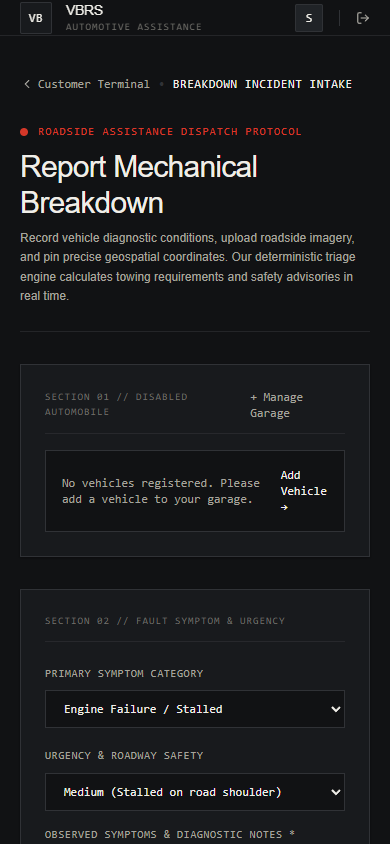 VB
VBRS
AUTOMOTIVE ASSISTANCE
S
Customer Terminal
BREAKDOWN INCIDENT INTAKE
ROADSIDE ASSISTANCE DISPATCH PROTOCOL
Report Mechanical
Breakdown
Record vehicle diagnostic conditions, upload roadside imagery,
and pin precise geospatial coordinates. Our deterministic triage
engine calculates towing requirements and safety advisories in
real time.
SECTION 01 // DISABLED
AUTOMOBILE
+ Manage
Garage
No vehicles registered. Please
add a vehicle to your garage.
Add
Vehicle
→
SECTION 02 // FAULT SYMPTOM & URGENCY
PRIMARY SYMPTOM CATEGORY
Engine Failure / Stalled
URGENCY & ROADWAY SAFETY
Medium (Stalled on road shoulder)
OBSERVED SYMPTOMS & DIAGNOSTIC NOTES *